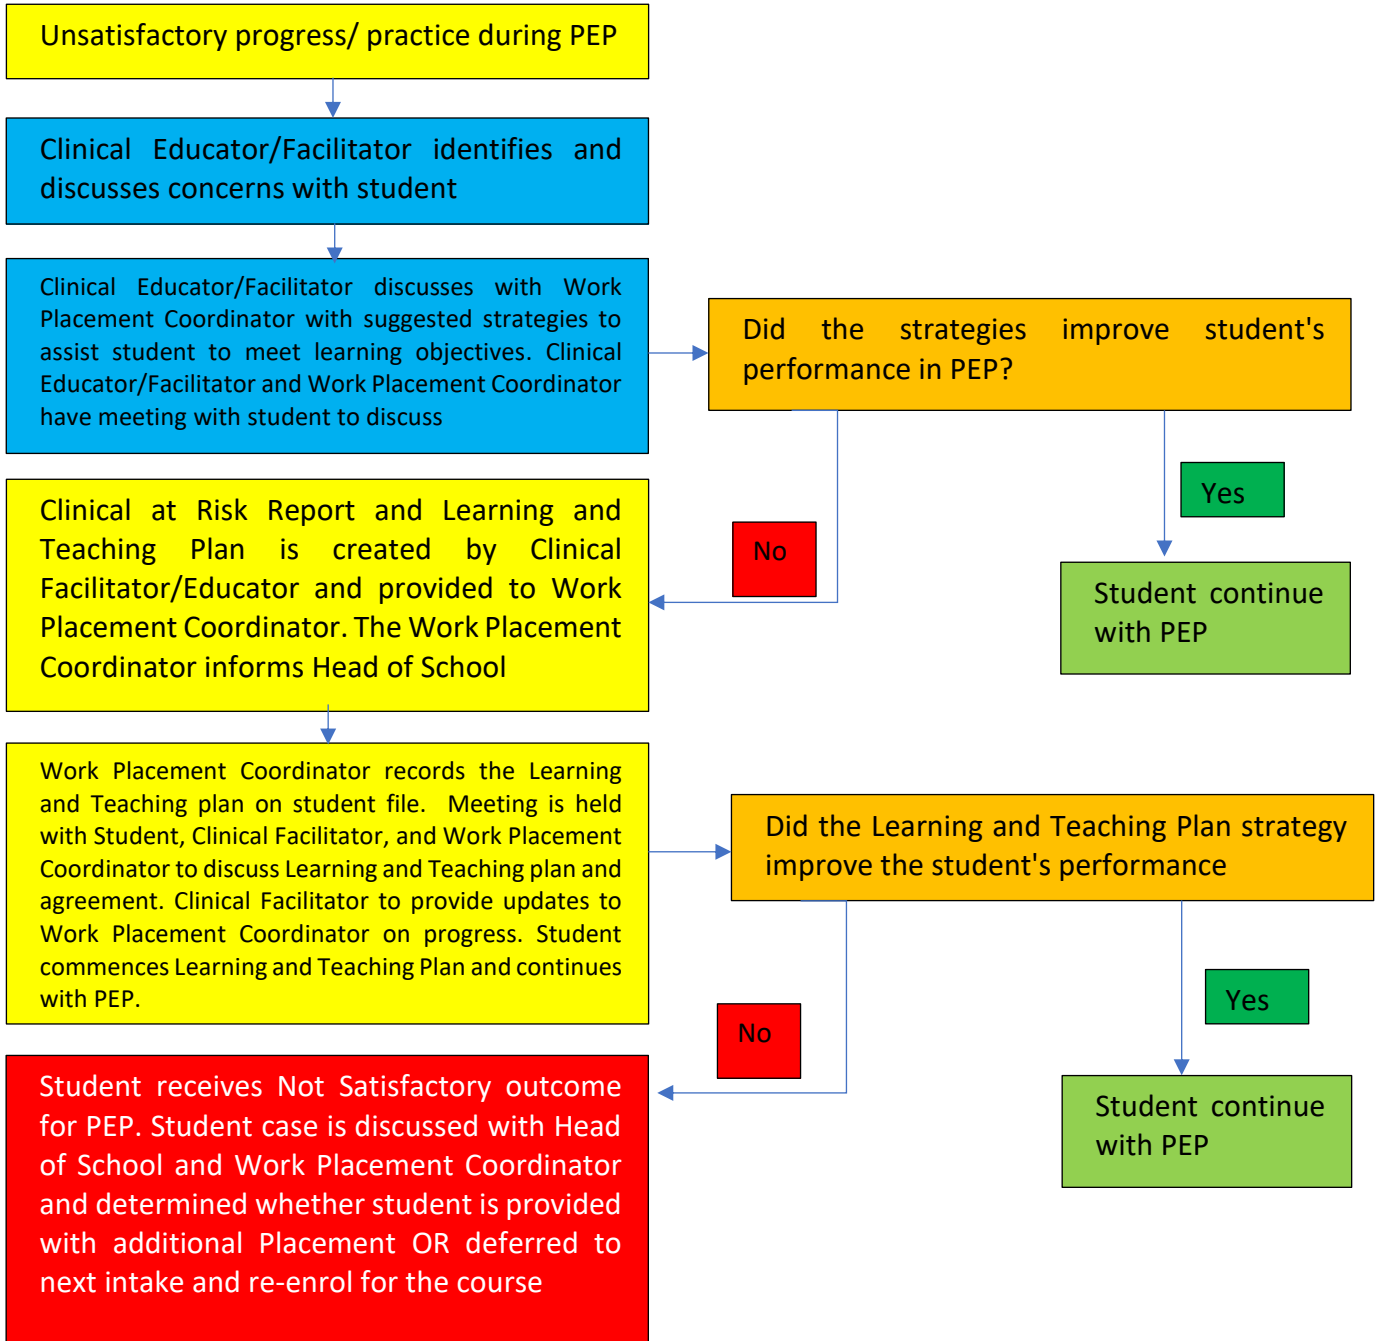 Unsatisfactory progress/ practice during PEP
Clinical Educator/Facilitator identifies and
discusses concerns with student
Clinical Educator/Facilitator discusses with Work
Placement Coordinator with suggested strategies to
assist student to meet learning objectives. Clinical
Educator/Facilitator and Work Placement Coordinator
have meeting with student to discuss
Did the strategies improve student's
performance in PEP?
Yes
No
Student continue
with PEP
Clinical at Risk Report and Learning and
Teaching Plan is created by Clinical
Facilitator/Educator and provided to Work
Placement Coordinator. The Work Placement
Coordinator informs Head of School
Work Placement Coordinator records the Learning
and Teaching plan on student file. Meeting is held
with Student, Clinical Facilitator, and Work Placement
Coordinator to discuss Learning and Teaching plan and
agreement. Clinical Facilitator to provide updates to
Work Placement Coordinator on progress. Student
commences Learning and Teaching Plan and continues
with PEP.
Did the Learning and Teaching Plan strategy
improve the student's performance
Yes
No
Student continue
with PEP
Student receives Not Satisfactory outcome
for PEP. Student case is discussed with Head
of School and Work Placement Coordinator
and determined whether student is provided
with additional Placement OR deferred to
next intake and re-enrol for the course